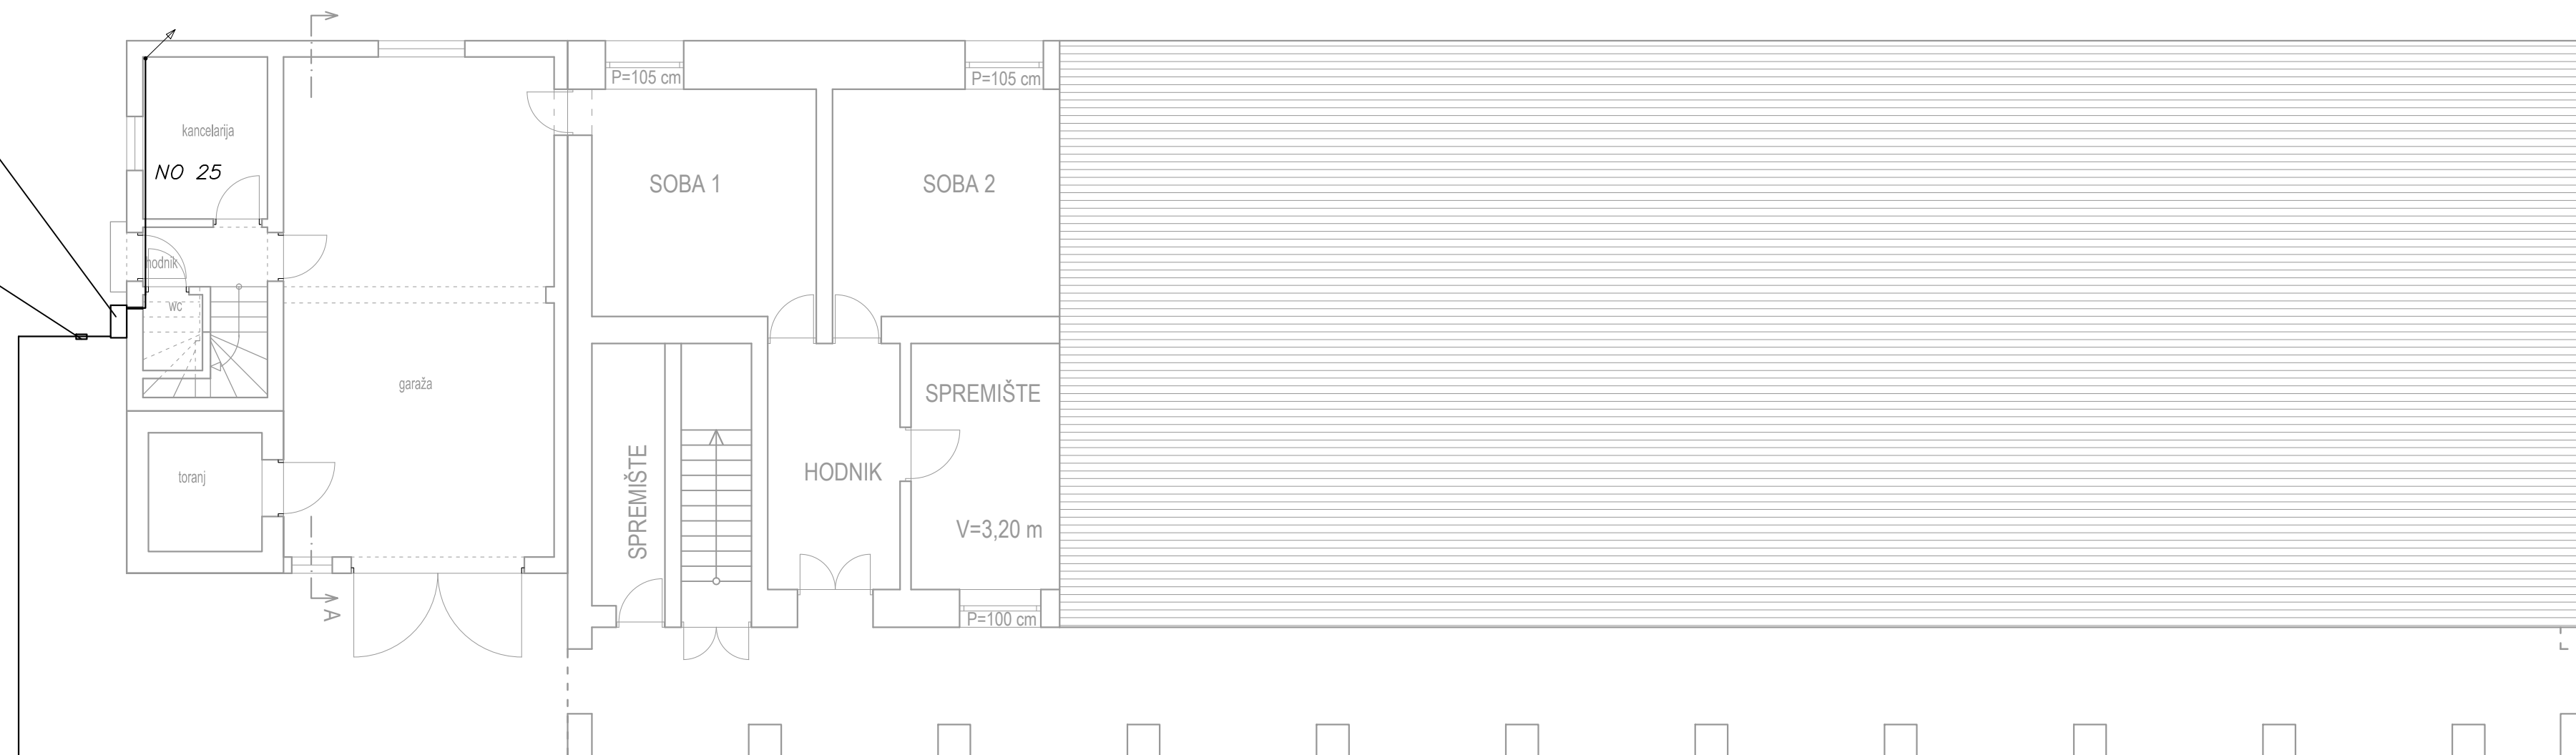 P=105 cm
P=105 cm
kancelarija
NO 25
SOBA 1
SOBA 2
hodnik
wc
garaža
SPREMIŠTE
toranj
SPREMIŠTE
HODNIK
V=3,20 m
A
P=100 cm